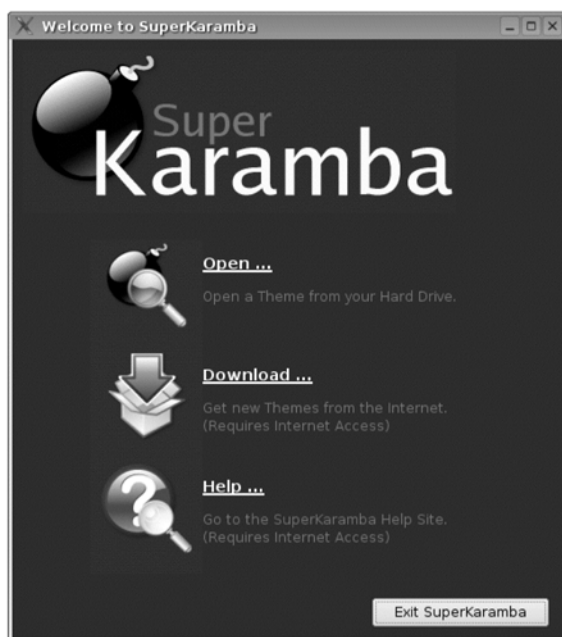 Welcome to SuperKaramba
Super
Karamba
Open ...
Open a Theme from your Hard Drive.
Download ...
Get new Themes from the Internet.
(Requires Internet Access)
Help ...
Go to the SuperKaramba Help Site.
(Requires Internet Access)
Exit SuperKaramba